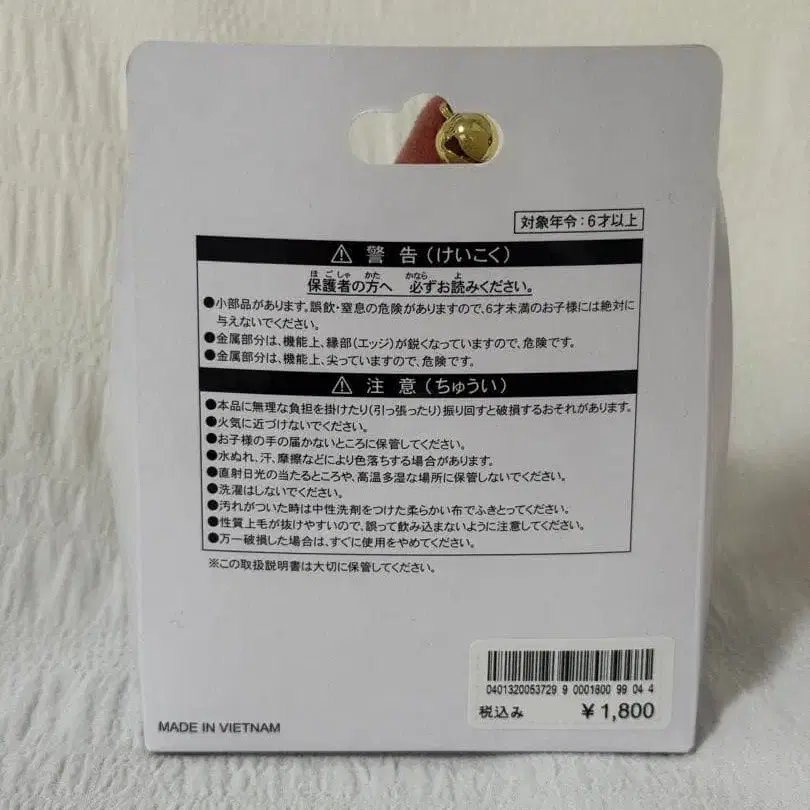 対象年令:6才以上
⚠ 警告(けいこく)
ほごしゃ かた かなら よ
保護者の方へ 必ずお読みください。
●小部品があります。誤飲・窒息の危険がありますので、6才未満のお子様には絶対に
与えないでください。
●金属部分は、機能上、縁部(エッジ)が鋭くなっていますので、危険です。
●金属部分は、機能上、尖っていますので、危険です。
⚠ 注意(ちゅうい)
●本品に無理な負担を掛けたり(引っ張ったり)振り回すと破損するおそれがあります。
●火気に近づけないでください。
●お子様の手の届かないところに保管してください。
●水ぬれ、汗、摩擦などにより色落ちする場合があります。
●直射日光の当たるところや、高温多湿な場所に保管しないでください。
●洗濯はしないでください。
●汚れがついた時は中性洗剤をつけた柔らかい布でふきとってください。
●性質上毛が抜けやすいので、誤って飲み込まないように注意してください。
●万一破損した場合は、すぐに使用をやめてください。
※この取扱説明書は大切に保管してください。
0401320053729 9 0001800 99 04 4
税込み ¥1,800
MADE IN VIETNAM